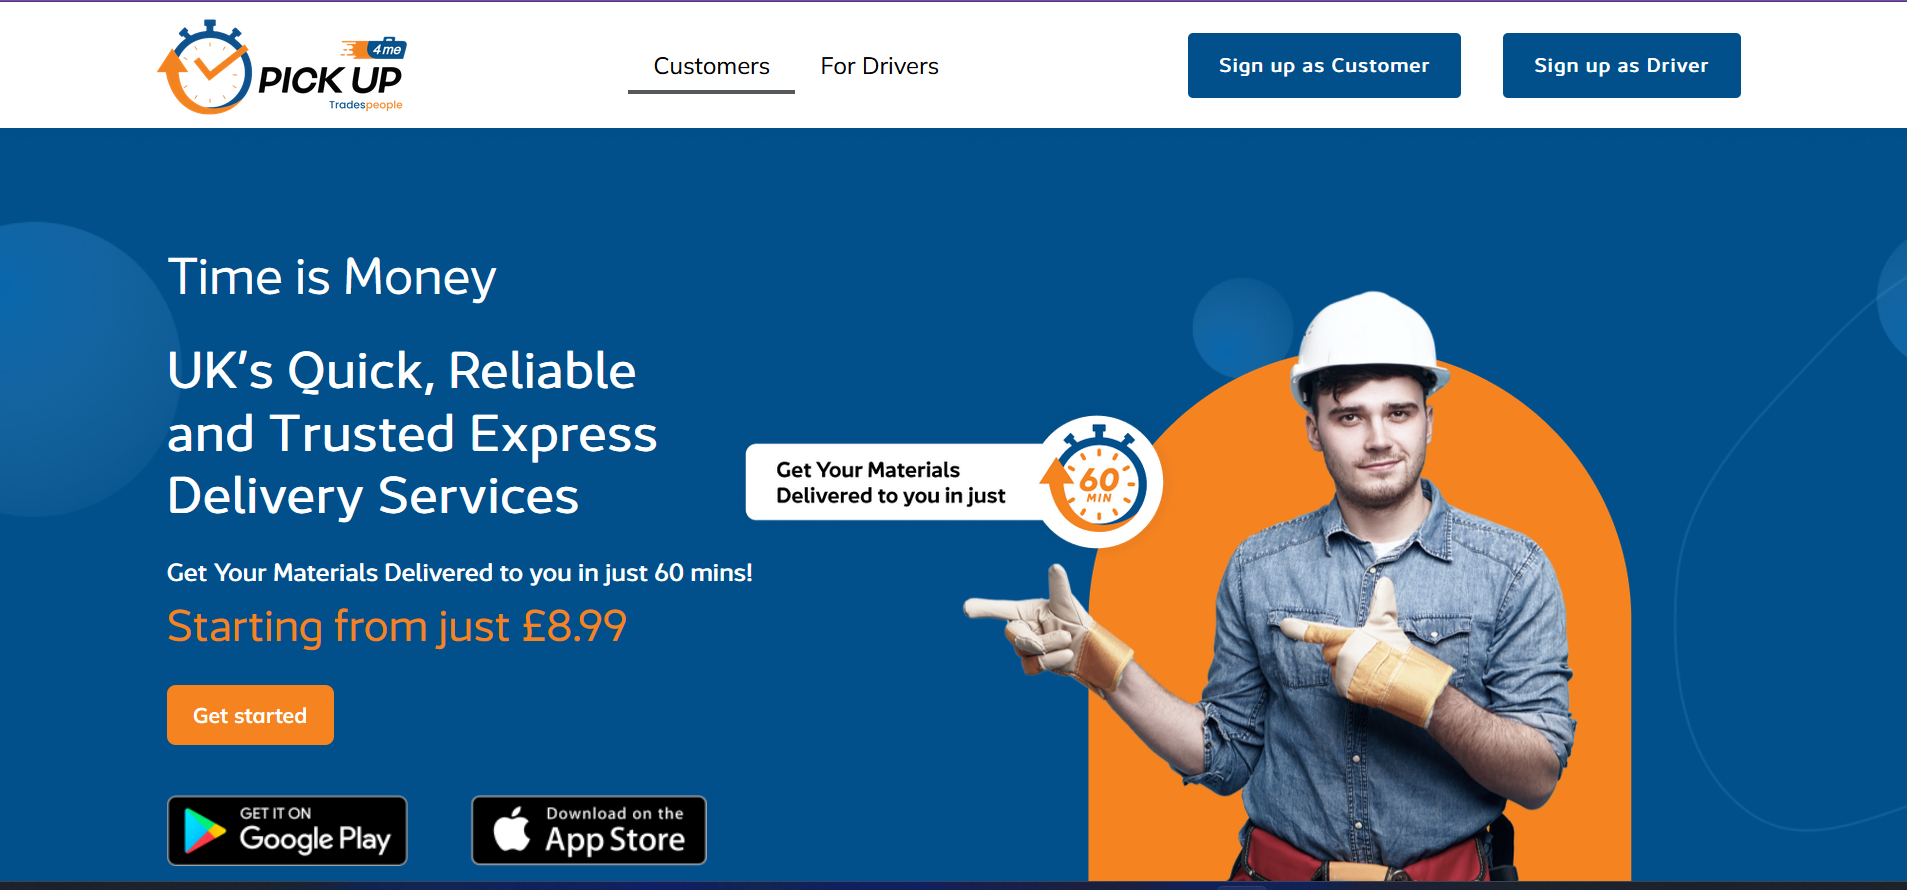 4 me
PICK UP
Tradespeople
Customers
For Drivers
Sign up as Customer
Sign up as Driver
Time is Money
UK's Quick, Reliable
and Trusted Express
Delivery Services
Get Your Materials Delivered to you in just 60 mins!
Starting from just £8.99
Get started
GET IT ON
Google Play
Download on the
App Store
Get Your Materials
Delivered to you in just
60
MIN